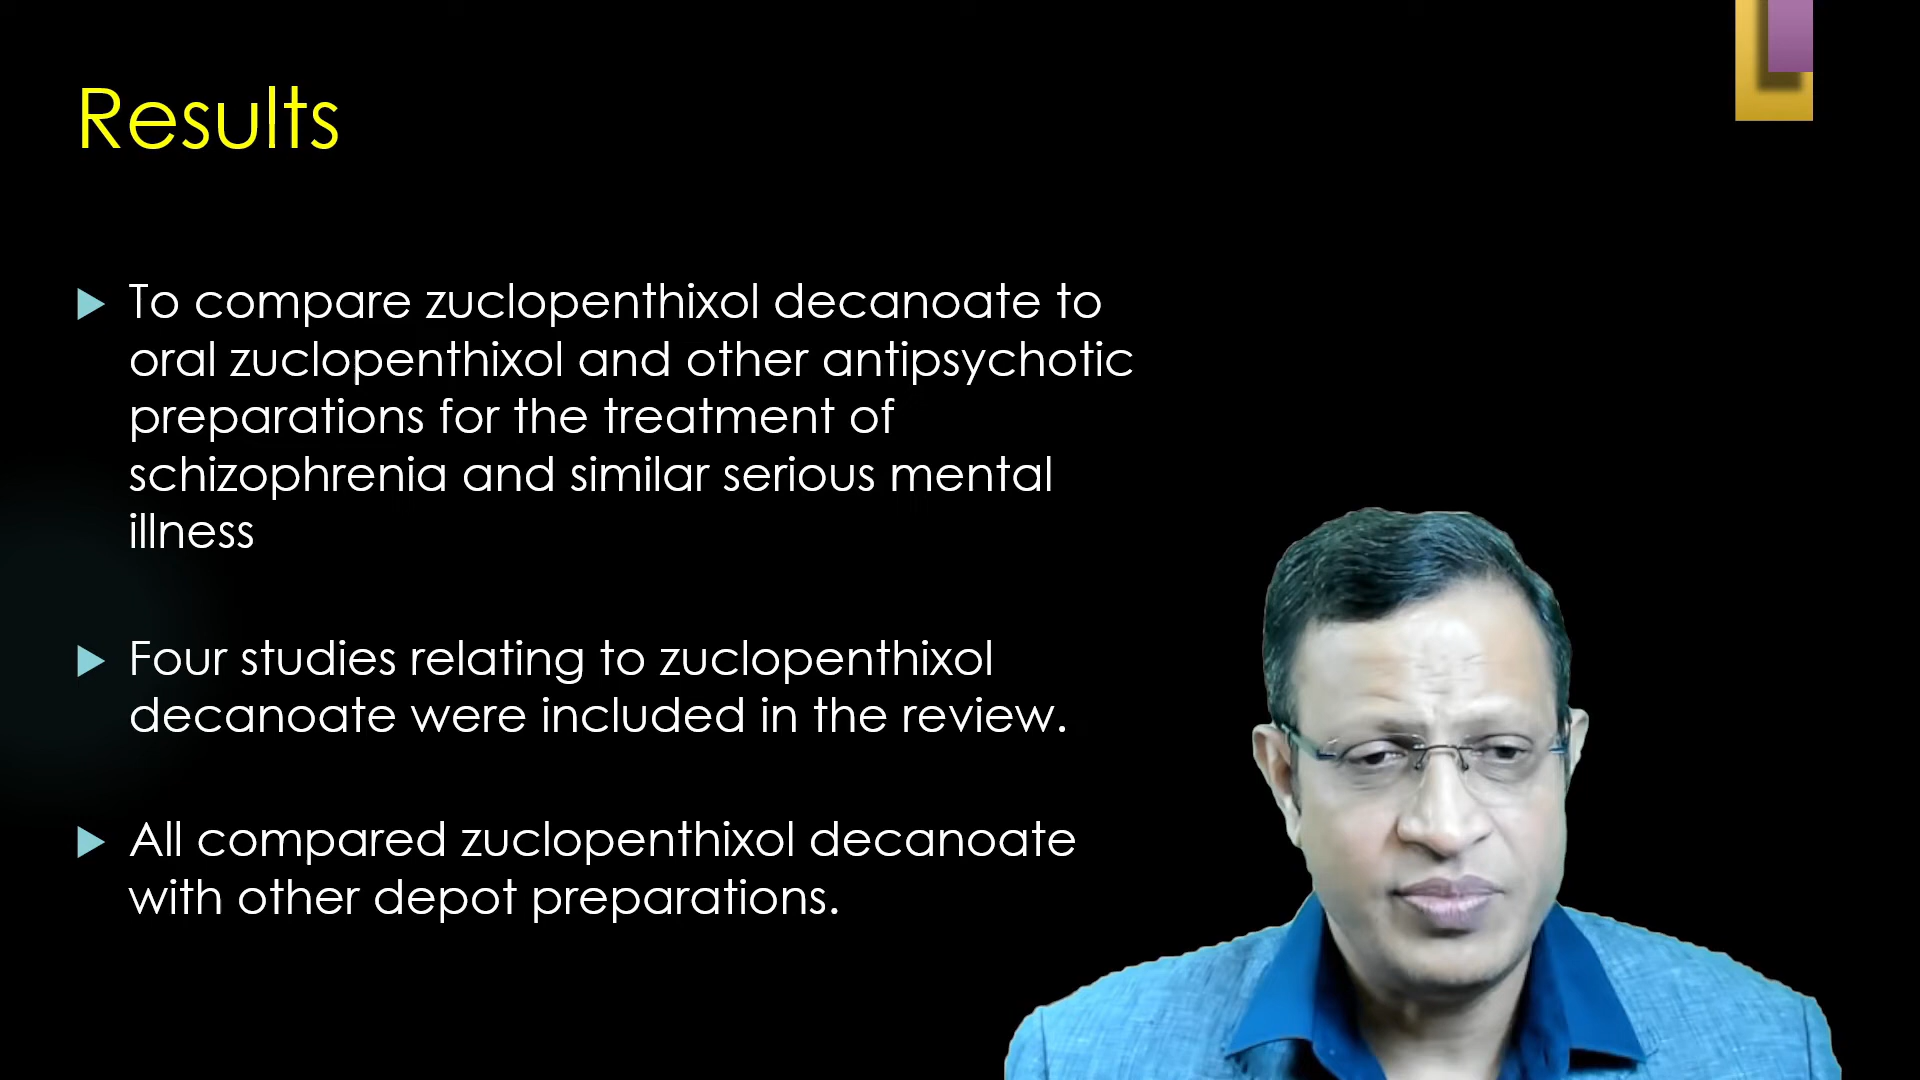 Results
To compare zuclopenthixol decanoate to
oral zuclopenthixol and other antipsychotic
preparations for the treatment of
schizophrenia and similar serious mental
illness
Four studies relating to zuclopenthixol
decanoate were included in the review.
All compared zuclopenthixol decanoate
with other depot preparations.